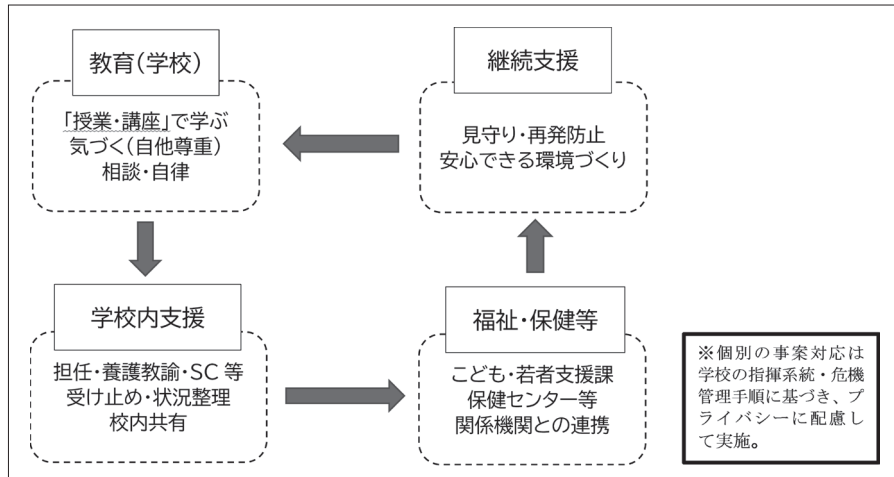 教育(学校)
「授業・講座」で学ぶ
気づく(自他尊重)
相談・自律
学校内支援
担任・養護教諭・SC 等
受け止め・状況整理
校内共有
福祉・保健等
こども・若者支援課
保健センター等
関係機関との連携
継続支援
見守り・再発防止
安心できる環境づくり
※個別の事案対応は
学校の指揮系統・危機
管理手順に基づき、プ
ライバシーに配慮し
て実施。